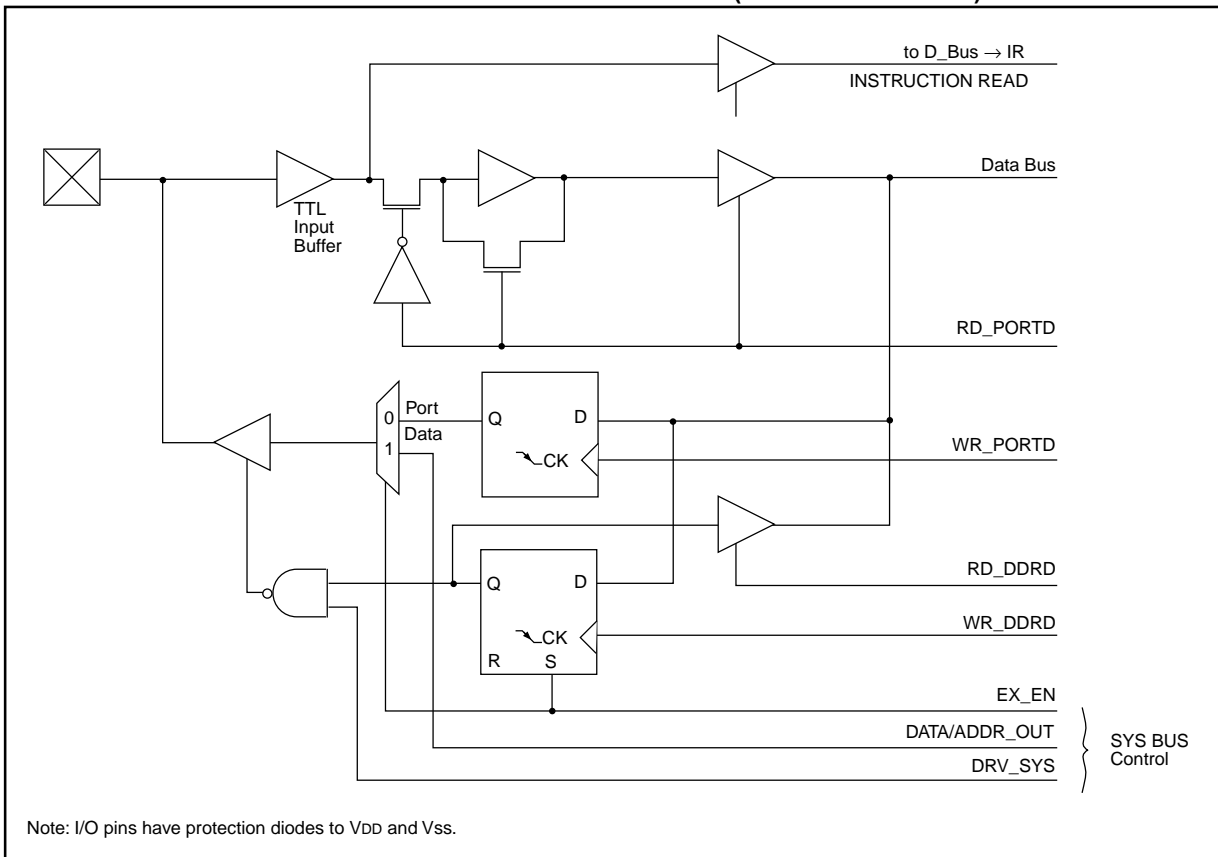 to D_Bus → IR
INSTRUCTION READ
Data Bus
TTL
Input
Buffer
RD_PORTD
0
Port
Data
1
Q
D
CK
WR_PORTD
RD_DDRD
Q
D
CK
R
S
WR_DDRD
EX_EN
DATA/ADDR_OUT
DRV_SYS
SYS BUS
Control
Note: I/O pins have protection diodes to VDD and Vss.